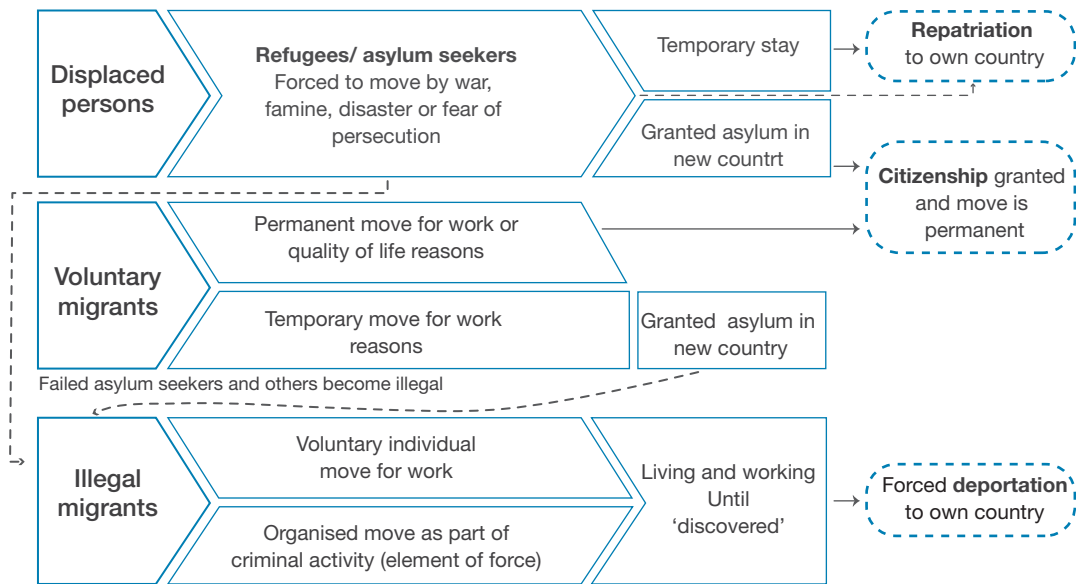 Displaced
persons
Refugees/ asylum seekers
Forced to move by war,
famine, disaster or fear of
persecution
Temporary stay
Repatriation
to own country
Granted asylum in
new countrt
Citizenship granted
and move is
permanent
Voluntary
migrants
Permanent move for work or
quality of life reasons
Temporary move for work
reasons
Granted asylum in
new country
Failed asylum seekers and others become illegal
Illegal
migrants
Voluntary individual
move for work
Organised move as part of
criminal activity (element of force)
Living and working
Until
‘discovered’
Forced deportation
to own country